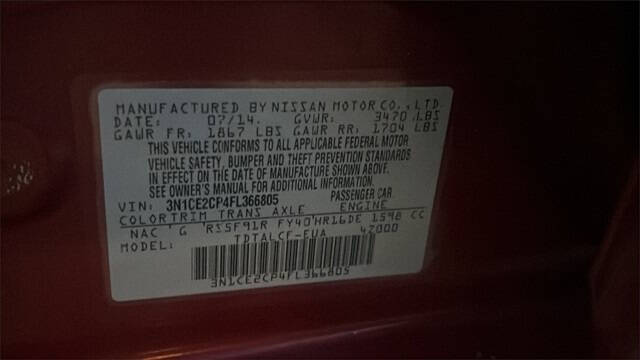 MANUFACTURED BY NISSAN MOTOR CO., LTD.
DATE: 07/14. GVWR: 3470 LBS
GAWR FR: 1867 LBS GAWR RR: 1704 LBS
THIS VEHICLE CONFORMS TO ALL APPLICABLE FEDERAL MOTOR
VEHICLE SAFETY, BUMPER AND THEFT PREVENTION STANDARDS
IN EFFECT ON THE DATE OF MANUFACTURE SHOWN ABOVE.
SEE OWNER'S MANUAL FOR ADDITIONAL INFORMATION.
VIN: 3N1CE2CP4FL366805 PASSENGER CAR
COLOR TRIM TRANS AXLE ENGINE
NAC G RS5F91R FY40 HR16DE 1598 CC
MODEL: TDTALCF-EUA 42000
3N1CE2CP4FL366805